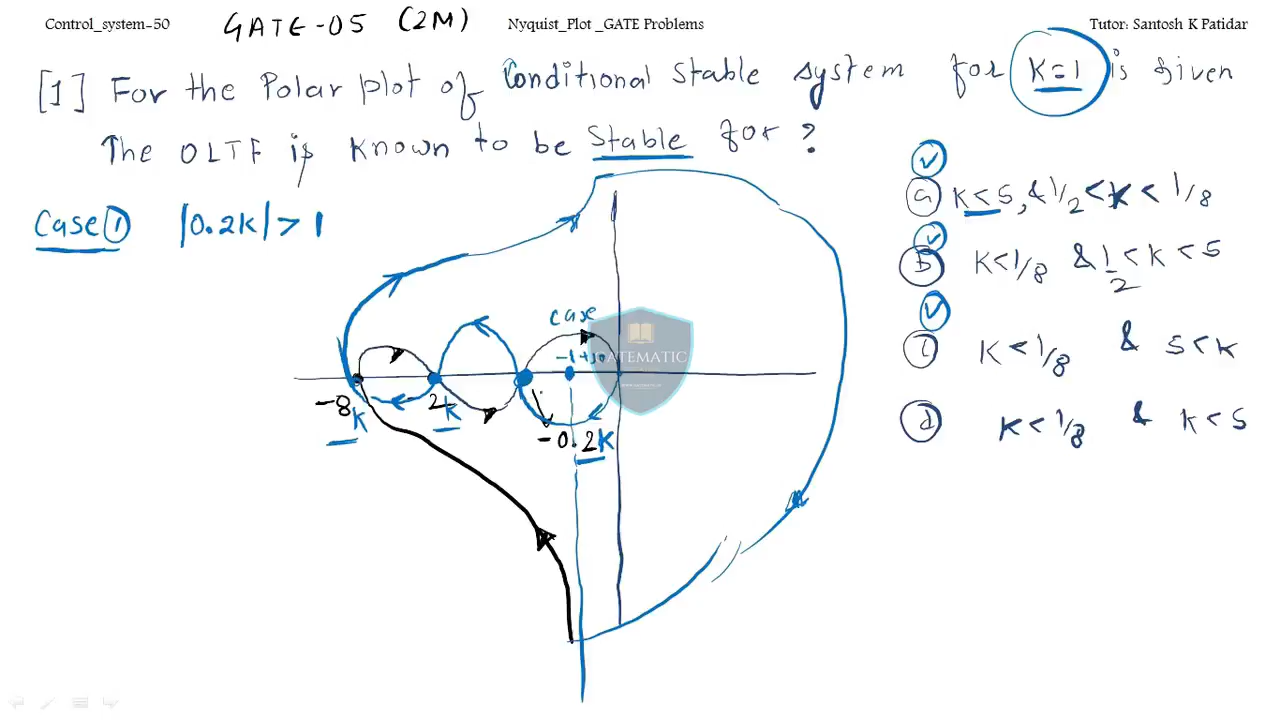 Control_system-50 GATE-05 (2M) Nyquist_Plot _GATE Problems Tutor: Santosh K Patidar
[1] For the Polar plot of Conditional Stable system for K=1 is given
The OLTF is known to be Stable for ?
Case 1 |0.2K| > 1
a K < 5, & 1/2 < K < 1/8
b K < 1/8 & 1/2 < K < 5
c K < 1/8 & 5 < K
d K < 1/8 & K < 5
case
-1+j0
ATEMATIC
-8K 2K -0.2K